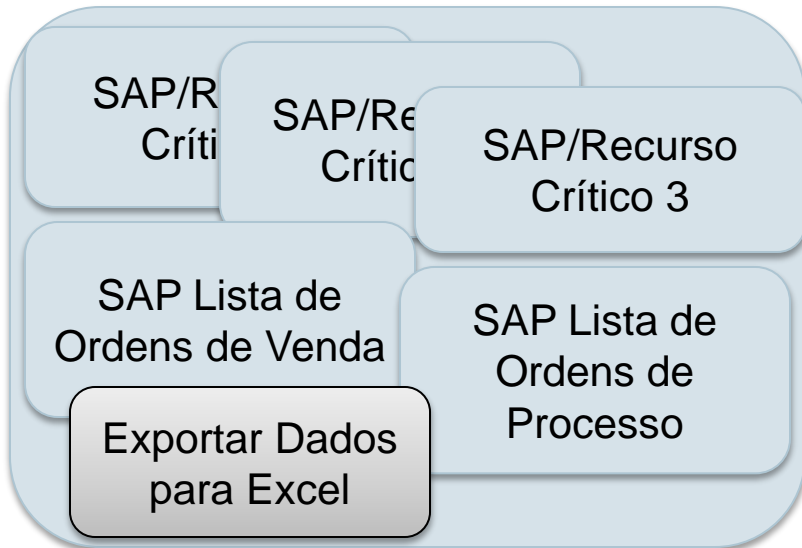 SAP/R
Críti
SAP/Re
Crític
SAP/Recurso
Crítico 3
SAP Lista de
Ordens de Venda
SAP Lista de
Ordens de
Processo
Exportar Dados
para Excel